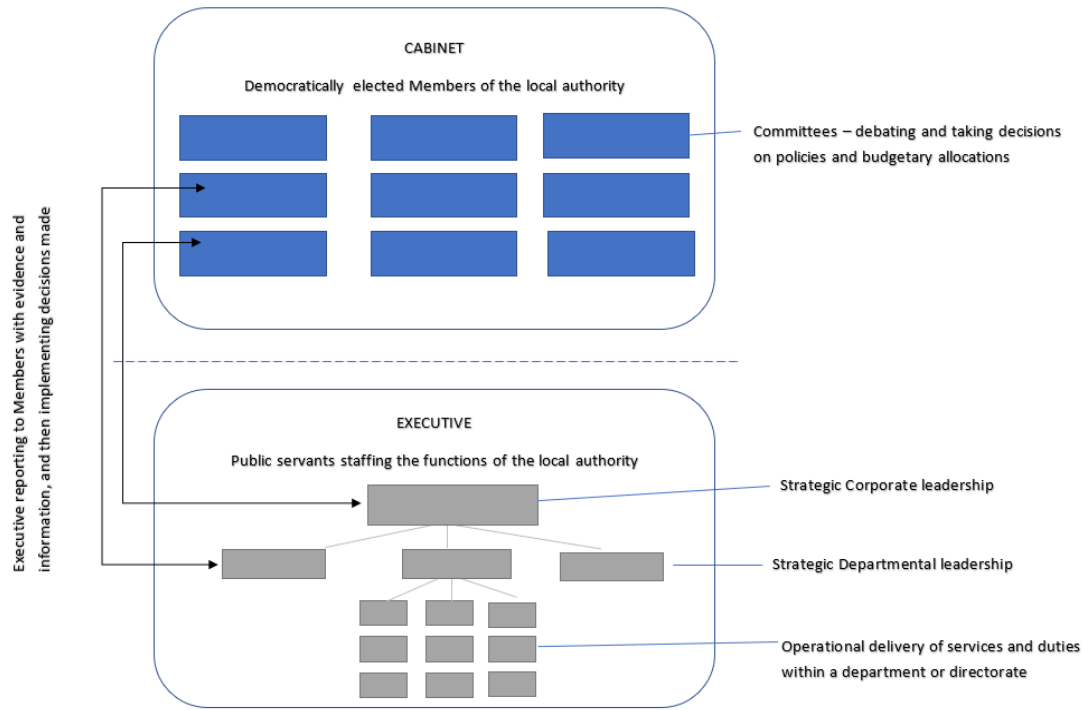 CABINET
Democratically elected Members of the local authority
Committees – debating and taking decisions
on policies and budgetary allocations
Executive reporting to Members with evidence and
information, and then implementing decisions made
EXECUTIVE
Public servants staffing the functions of the local authority
Strategic Corporate leadership
Strategic Departmental leadership
Operational delivery of services and duties
within a department or directorate